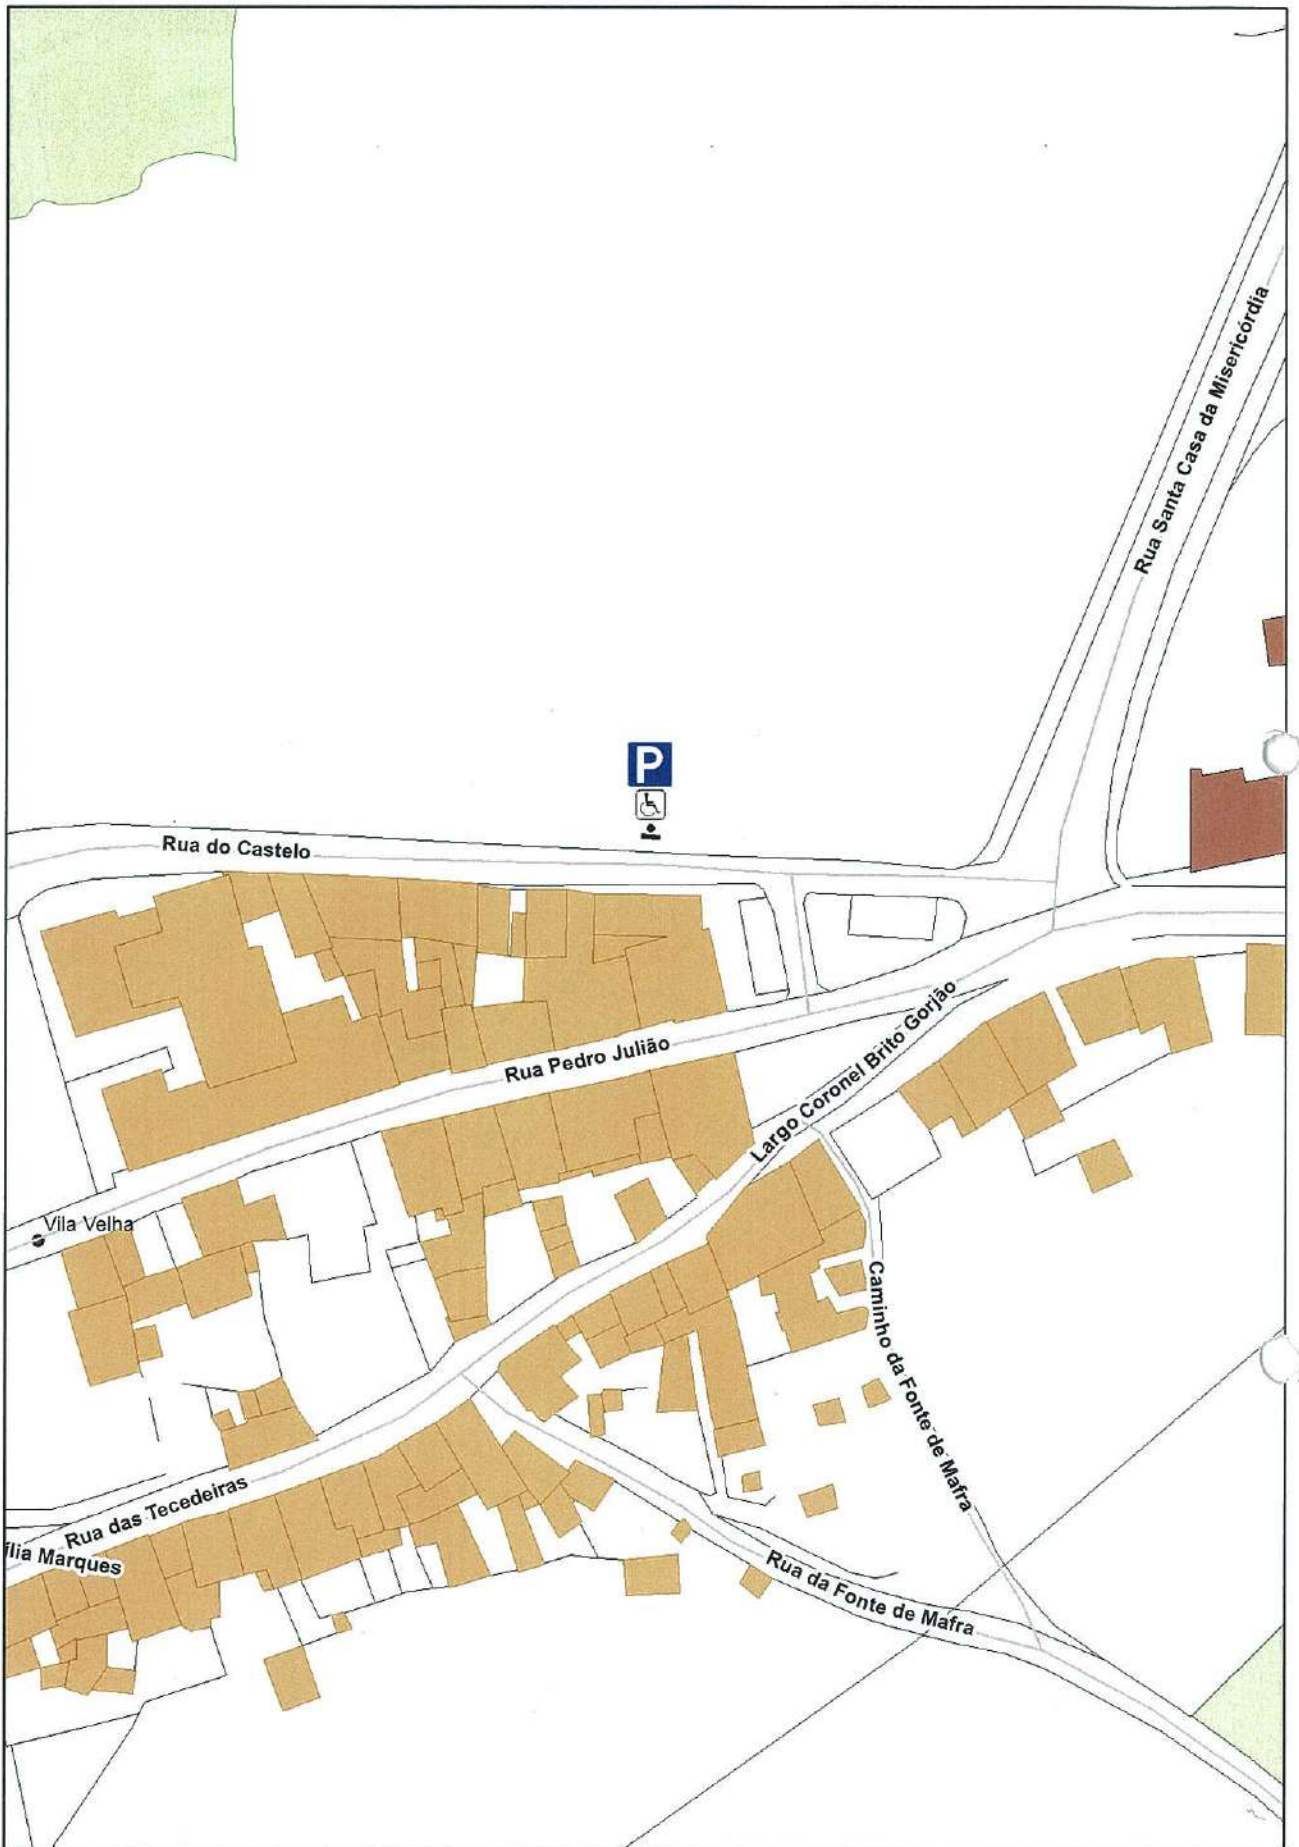 Rua Santa Casa da Misericórdia
P
Rua do Castelo
Largo Coronel Brito Gorjão
Rua Pedro Julião
Vila Velha
Caminho da Fonte de Mafra
Rua das Tecedeiras
ília Marques
Rua da Fonte de Mafra